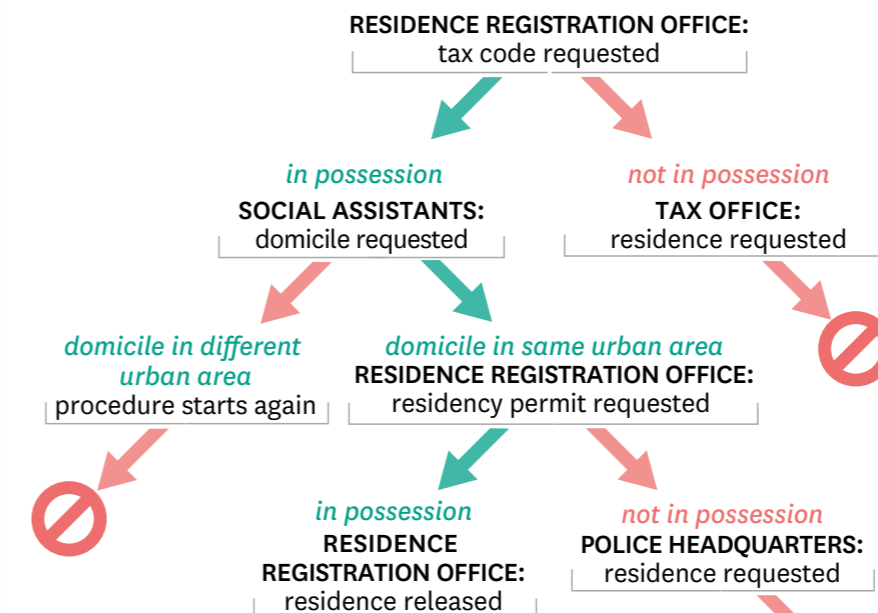 RESIDENCE REGISTRATION OFFICE:
tax code requested
in possession
SOCIAL ASSISTANTS:
domicile requested
not in possession
TAX OFFICE:
residence requested
domicile in different
urban area
procedure starts again
domicile in same urban area
RESIDENCE REGISTRATION OFFICE:
residency permit requested
in possession
RESIDENCE
REGISTRATION OFFICE:
residence released
not in possession
POLICE HEADQUARTERS:
residence requested